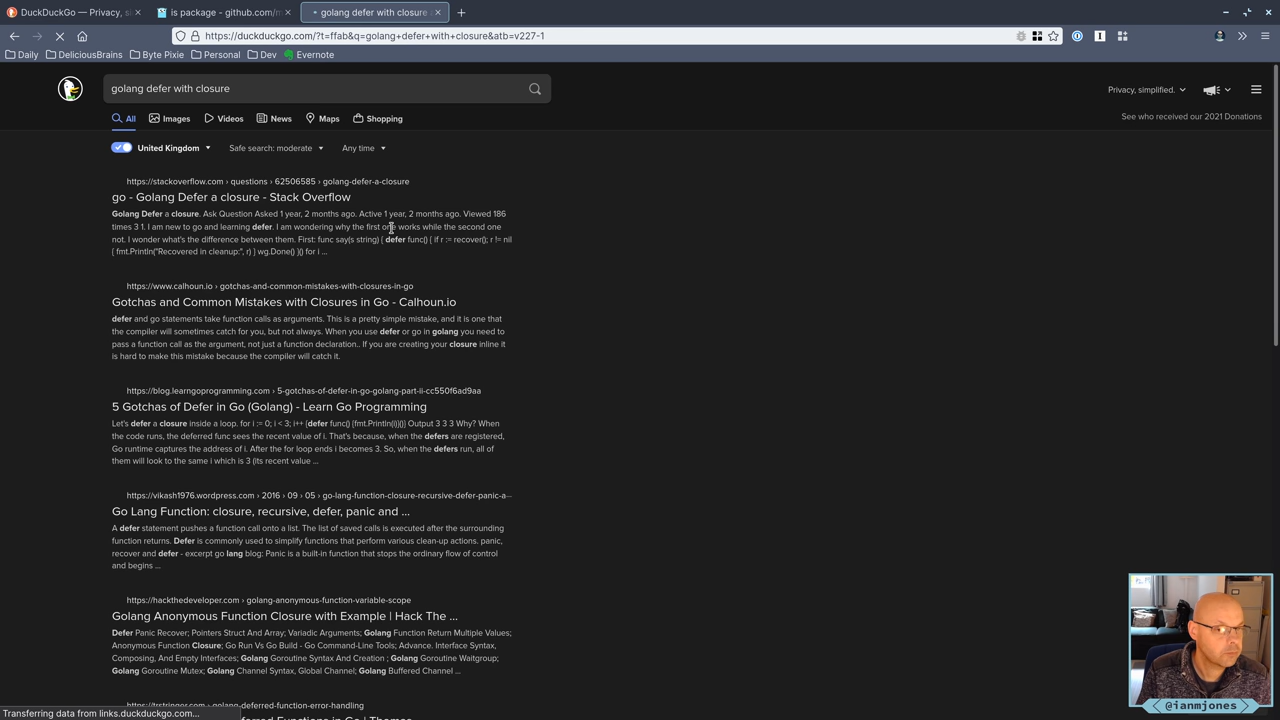 DuckDuckGo — Privacy, si
is package - github.com/m
golang defer with closure a
https://duckduckgo.com/?t=ffab&q=golang+defer+with+closure&atb=v227-1
Daily DeliciousBrains Byte Pixie Personal Dev Evernote
golang defer with closure
Privacy, simplified.
See who received our 2021 Donations
All Images Videos News Maps Shopping
United Kingdom Safe search: moderate Any time
https://stackoverflow.com › questions › 62506585 › golang-defer-a-closure
go - Golang Defer a closure - Stack Overflow
Golang Defer a closure. Ask Question Asked 1 year, 2 months ago. Active 1 year, 2 months ago. Viewed 186
times 3 1. I am new to go and learning defer. I am wondering why the first one works while the second one
not. I wonder what's the difference between them. First: func say(s string) { defer func() { if r := recover(); r != nil
{ fmt.Println("Recovered in cleanup:", r) } wg.Done() }() for i ...
https://www.calhoun.io › gotchas-and-common-mistakes-with-closures-in-go
Gotchas and Common Mistakes with Closures in Go - Calhoun.io
defer and go statements take function calls as arguments. This is a pretty simple mistake, and it is one that
the compiler will sometimes catch for you, but not always. When you use defer or go in golang you need to
pass a function call as the argument, not just a function declaration.. If you are creating your closure inline it
is hard to make this mistake because the compiler will catch it.
https://blog.learngoprogramming.com › 5-gotchas-of-defer-in-go-golang-part-ii-cc550f6ad9aa
5 Gotchas of Defer in Go (Golang) - Learn Go Programming
Let's defer a closure inside a loop. for i := 0; i < 3; i++ {defer func() {fmt.Println(i)}()} Output 3 3 3 Why? When
the code runs, the deferred func sees the recent value of i. That's because, when the defers are registered,
Go runtime captures the address of i. After the for loop ends i becomes 3. So, when the defers run, all of
them will look to the same i which is 3 (its recent value ...
https://vikash1976.wordpress.com › 2016 › 09 › 05 › go-lang-function-closure-recursive-defer-panic-a...
Go Lang Function: closure, recursive, defer, panic and ...
A defer statement pushes a function call onto a list. The list of saved calls is executed after the surrounding
function returns. Defer is commonly used to simplify functions that perform various clean-up actions. panic,
recover and defer - excerpt go lang blog: Panic is a built-in function that stops the ordinary flow of control
and begins ...
https://hackthedeveloper.com › golang-anonymous-function-variable-scope
Golang Anonymous Function Closure with Example | Hack The ...
Defer Panic Recover; Pointers Struct And Array; Variadic Arguments; Golang Function Return Multiple Values;
Anonymous Function Closure; Go Run Vs Go Build - Go Command-Line Tools; Advance. Interface Syntax,
Composing, And Empty Interfaces; Golang Goroutine Syntax And Creation ; Golang Goroutine Waitgroup;
Golang Goroutine Mutex; Golang Channel Syntax, Global Channel; Golang Buffered Channel ...
https://trstringer.com › golang-deferred-function-error-handling
Functions in Go | Thomas
Transferring data from links.duckduckgo.com...
@ianmjones